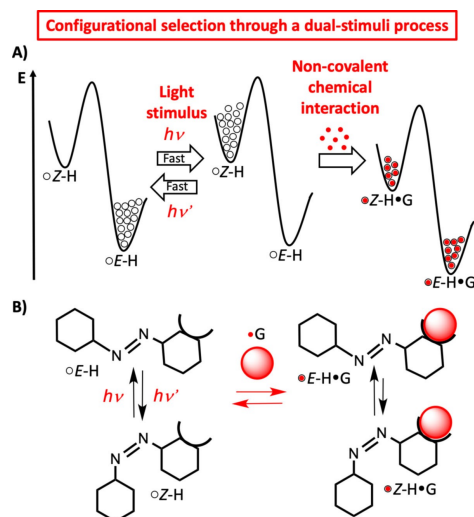 Configurational selection through a dual-stimuli process
A)
E
Light
stimulus
hν
Fast
Fast
hν'
Non-covalent
chemical
interaction
○Z-H
○E-H
○Z-H
○E-H
Z-H•G
E-H•G
B)
N
N
○E-H
hν
hν'
N
N
○Z-H
•G
N
N
E-H•G
N
N
Z-H•G